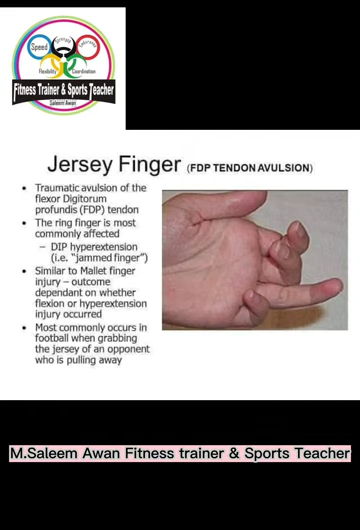 Speed
Strength
Endurance
Flexibility
Coordination
Fitness Trainer & Sports Teacher
Saleem Awan
Jersey Finger (FDP TENDON AVULSION)
• Traumatic avulsion of the
flexor Digitorum
profundis (FDP) tendon
• The ring finger is most
commonly affected
– DIP hyperextension
(i.e. "jammed finger")
• Similar to Mallet finger
injury – outcome
dependant on whether
flexion or hyperextension
injury occurred
• Most commonly occurs in
football when grabbing
the jersey of an opponent
who is pulling away
M.Saleem Awan Fitness trainer & Sports Teacher